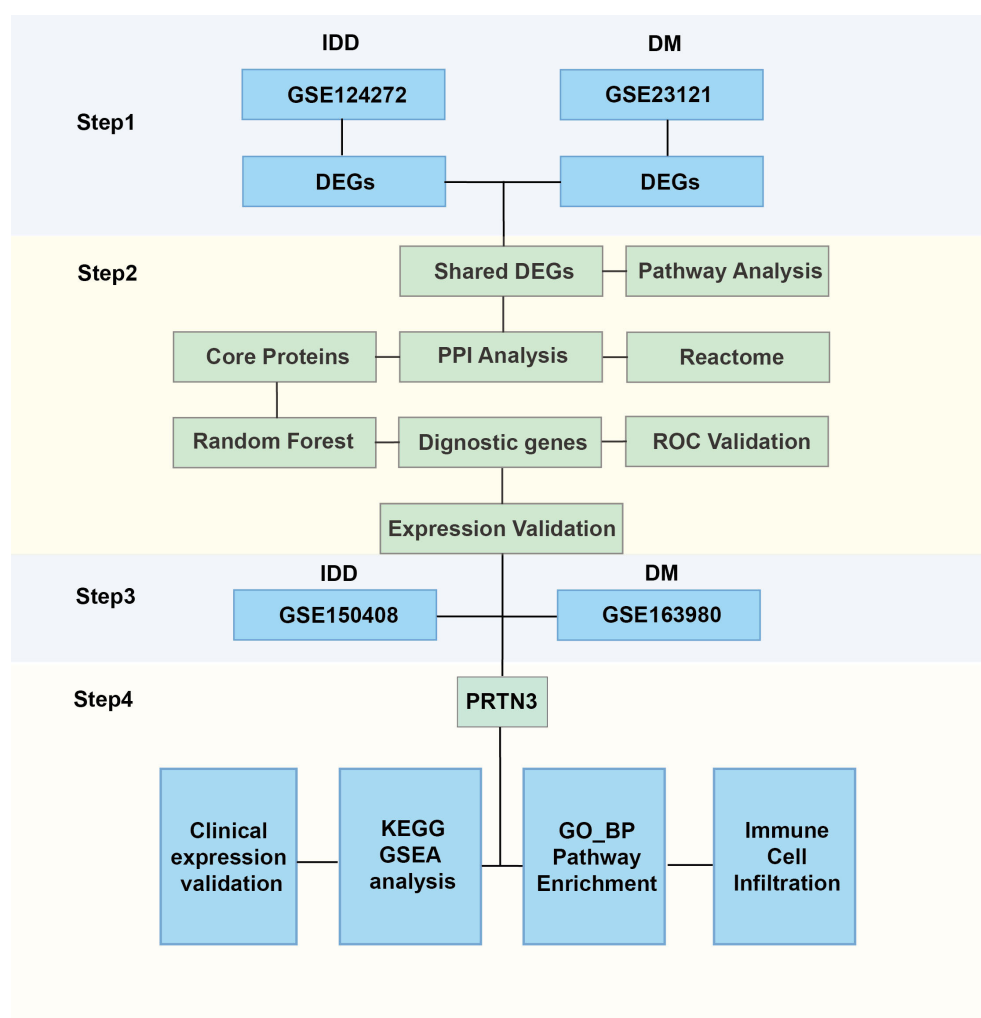 IDD
DM
GSE124272
GSE23121
Step1
DEGs
DEGs
Step2
Shared DEGs
Pathway Analysis
Core Proteins
PPI Analysis
Reactome
Random Forest
Dignostic genes
ROC Validation
Expression Validation
IDD
DM
Step3
GSE150408
GSE163980
Step4
PRTN3
Clinical
expression
validation
KEGG
GSEA
analysis
GO_BP
Pathway
Enrichment
Immune
Cell
Infiltration